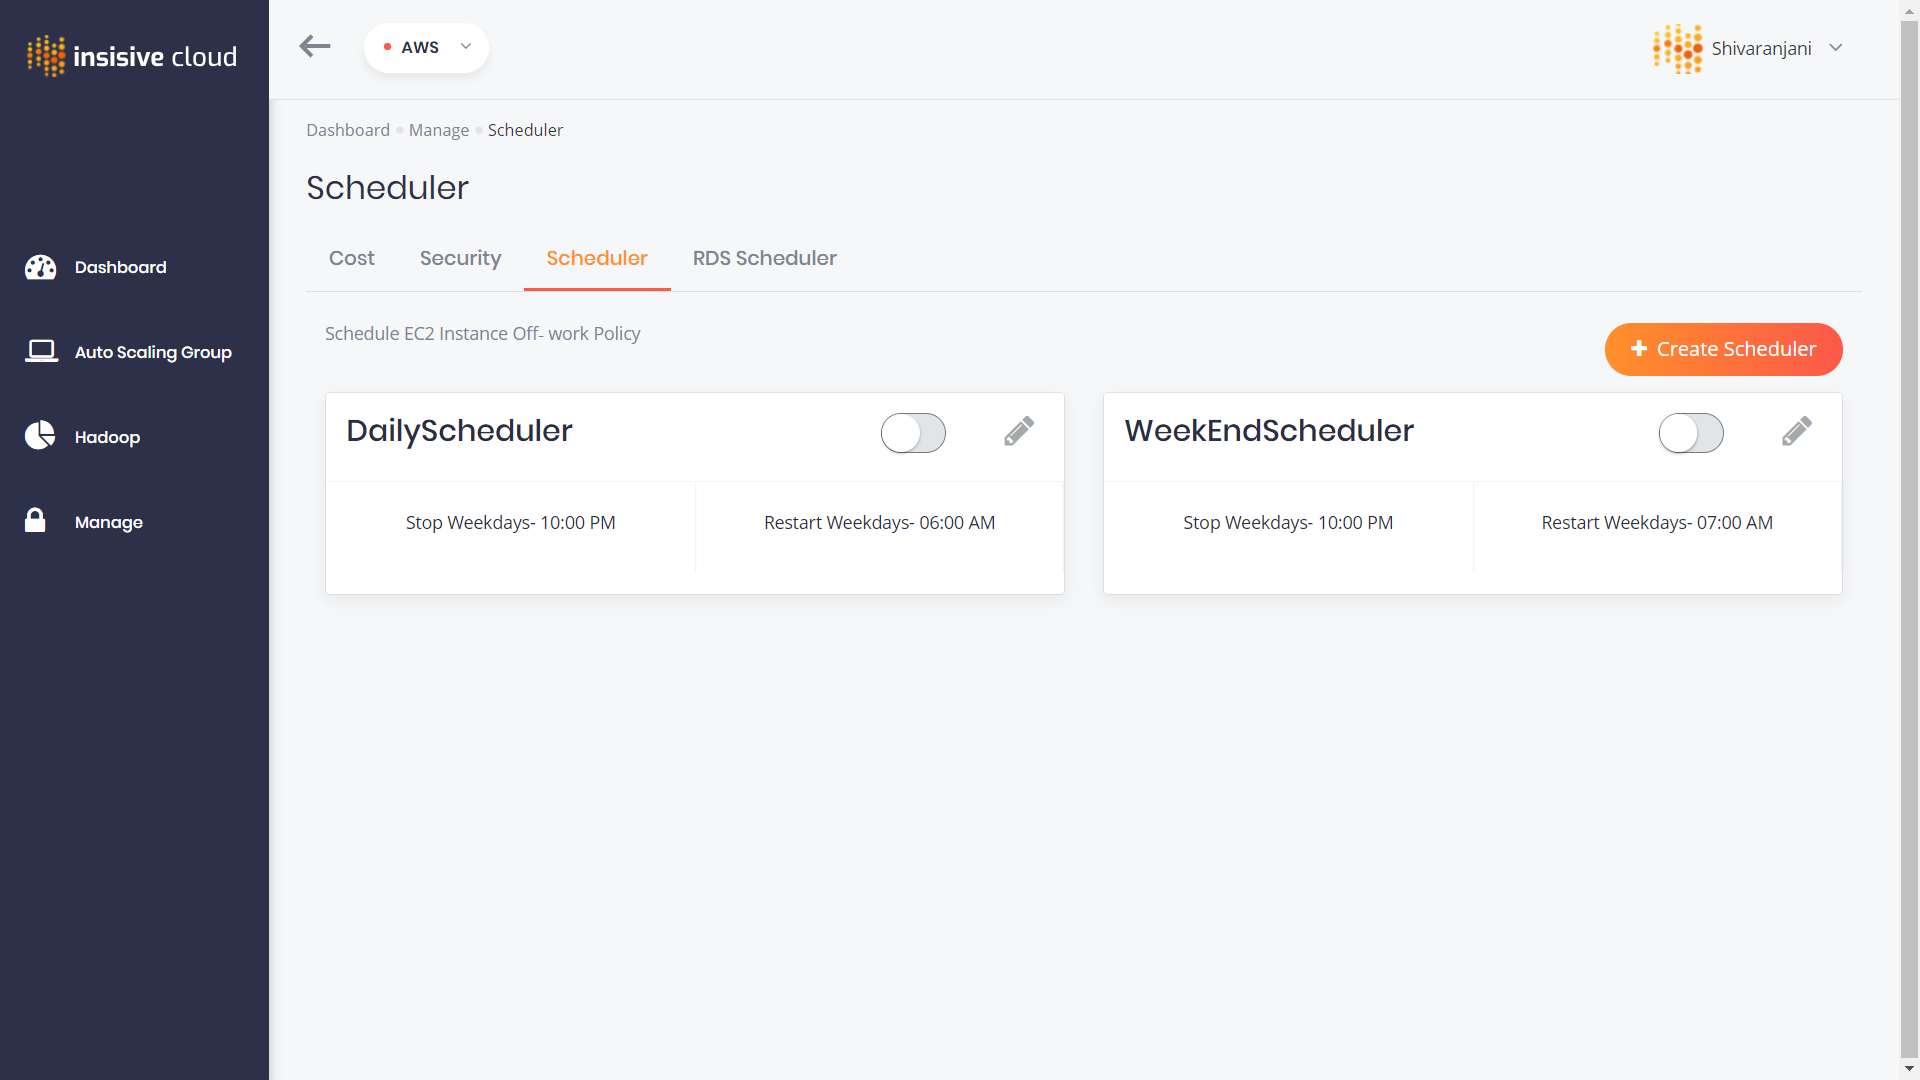 insisive cloud
AWS
Shivaranjani
Dashboard Manage Scheduler
Scheduler
Cost Security Scheduler RDS Scheduler
Dashboard
Auto Scaling Group
Hadoop
Manage
Schedule EC2 Instance Off- work Policy
Create Scheduler
DailyScheduler
Stop Weekdays- 10:00 PM
Restart Weekdays- 06:00 AM
WeekEndScheduler
Stop Weekdays- 10:00 PM
Restart Weekdays- 07:00 AM